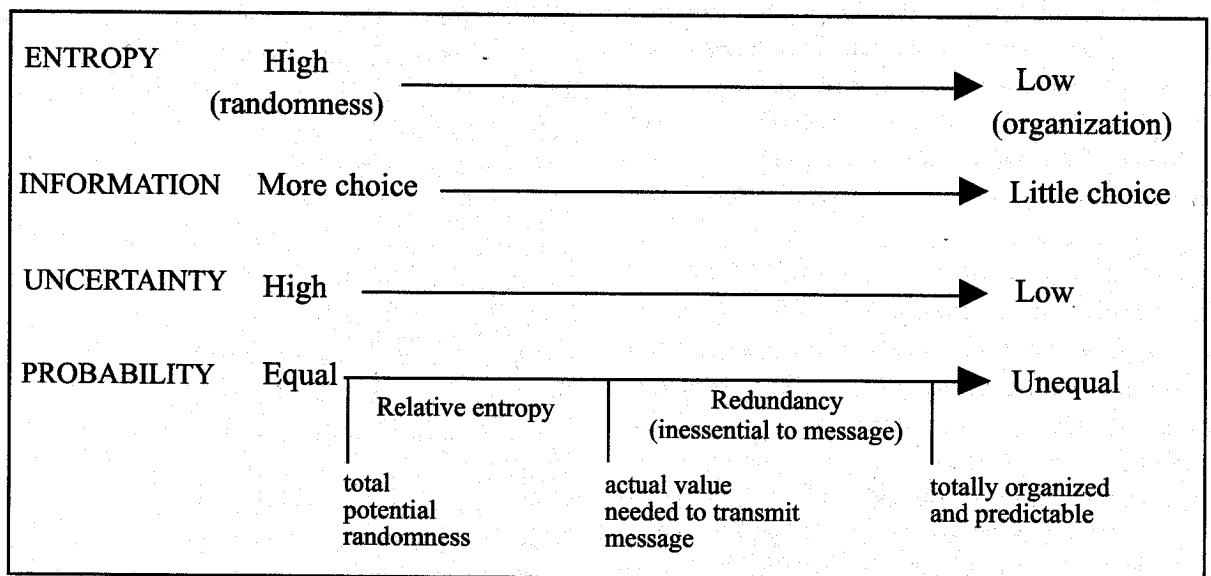 ENTROPY High Low
(randomness) (organization)
INFORMATION More choice Little choice
UNCERTAINTY High Low
PROBABILITY Equal Unequal
Relative entropy Redundancy
(inessential to message)
total actual value totally organized
potential needed to transmit and predictable
randomness message